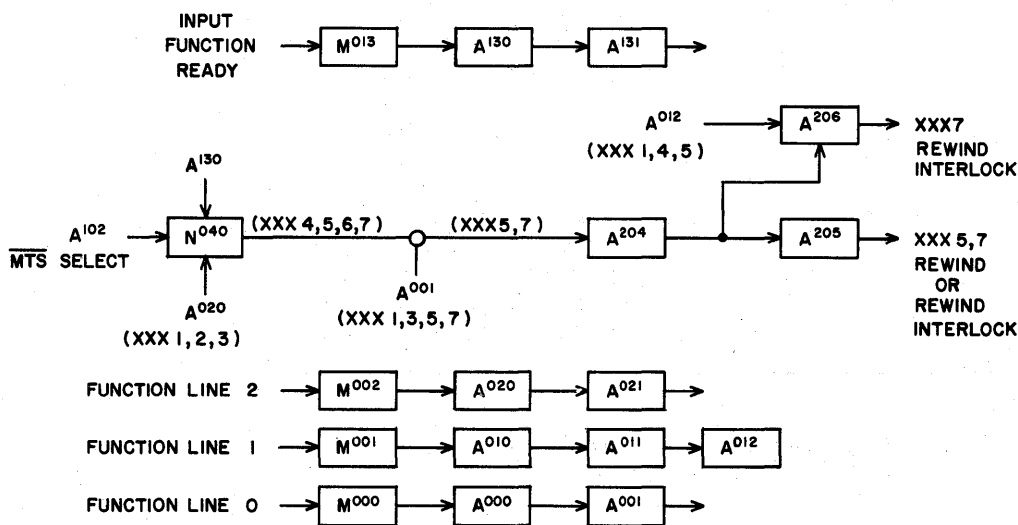 INPUT
FUNCTION
READY
M013
A130
A131
A012
(XXX 1,4,5)
A206
XXX7
REWIND
INTERLOCK
A130
A102
MTS SELECT
N040
(XXX 4,5,6,7)
(XXX5,7)
A204
A205
XXX 5,7
REWIND
OR
REWIND
INTERLOCK
A020
(XXX 1,2,3)
A001
(XXX 1,3,5,7)
FUNCTION LINE 2
M002
A020
A021
FUNCTION LINE 1
M001
A010
A011
A012
FUNCTION LINE 0
M000
A000
A001